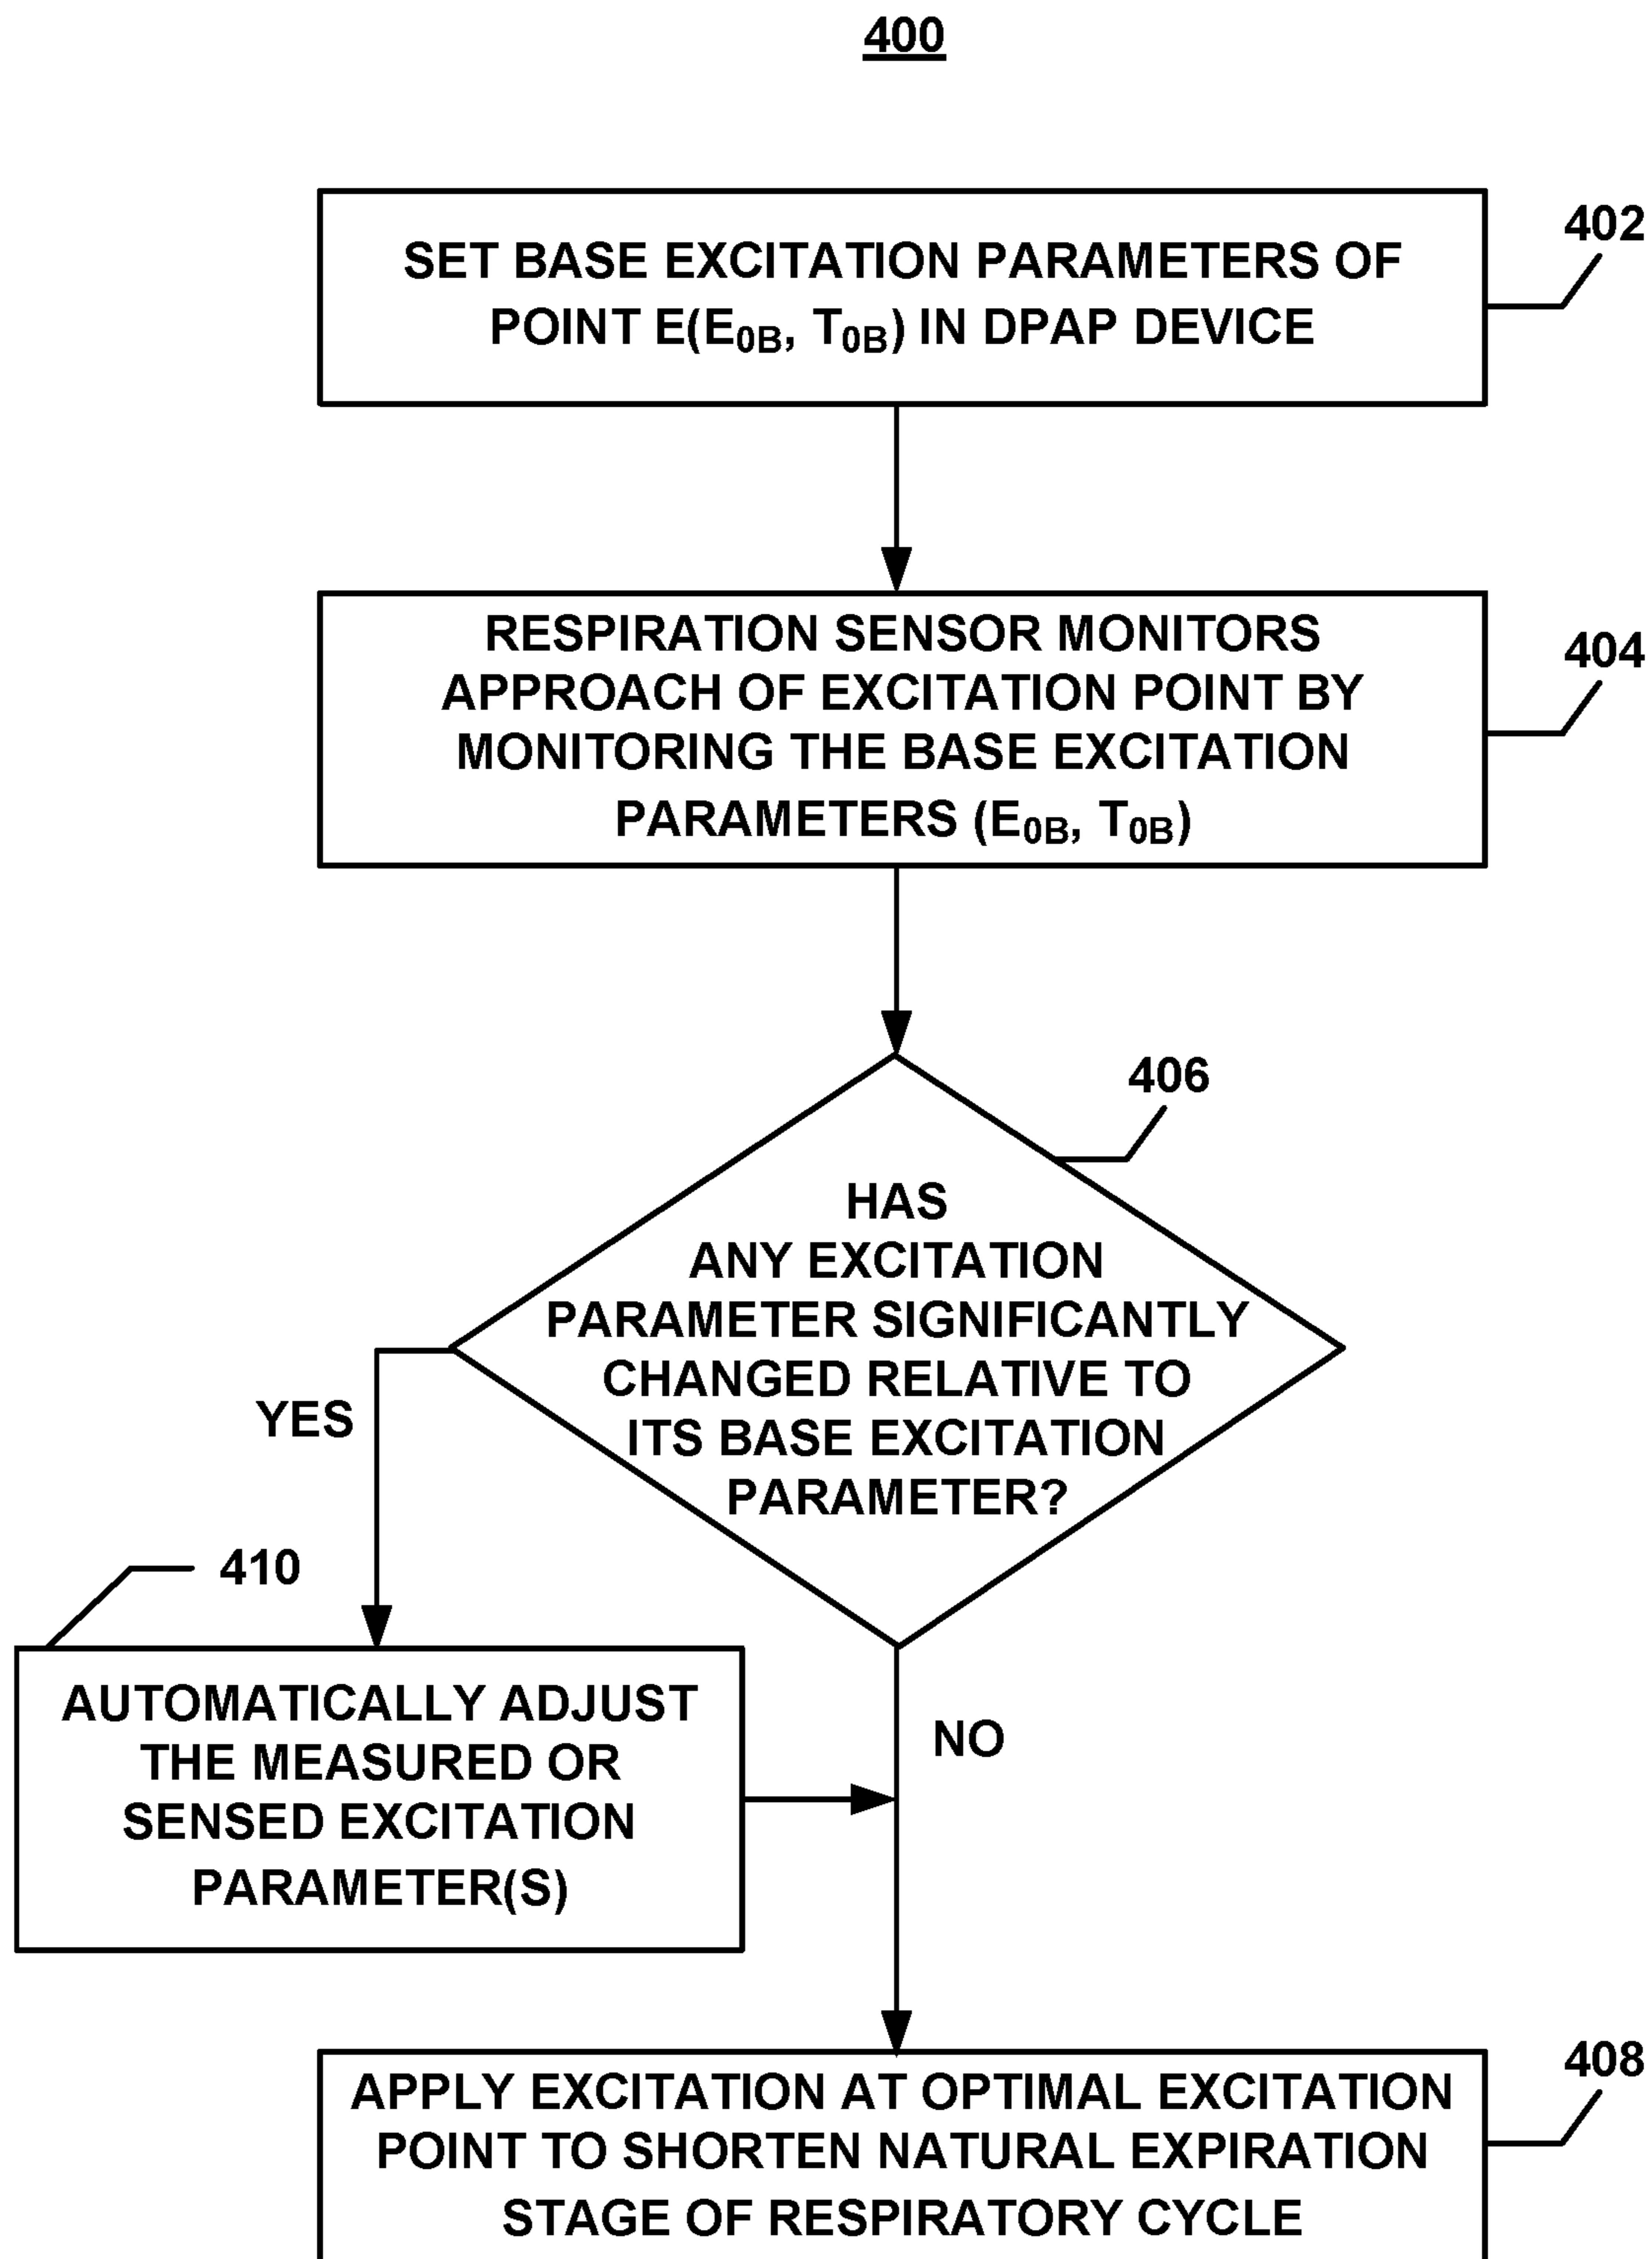 400
402
SET BASE EXCITATION PARAMETERS OF
POINT E(E0B, T0B) IN DPAP DEVICE
404
RESPIRATION SENSOR MONITORS
APPROACH OF EXCITATION POINT BY
MONITORING THE BASE EXCITATION
PARAMETERS (E0B, T0B)
406
HAS
ANY EXCITATION
PARAMETER SIGNIFICANTLY
CHANGED RELATIVE TO
ITS BASE EXCITATION
PARAMETER?
YES
410
AUTOMATICALLY ADJUST
THE MEASURED OR
SENSED EXCITATION
PARAMETER(S)
NO
408
APPLY EXCITATION AT OPTIMAL EXCITATION
POINT TO SHORTEN NATURAL EXPIRATION
STAGE OF RESPIRATORY CYCLE